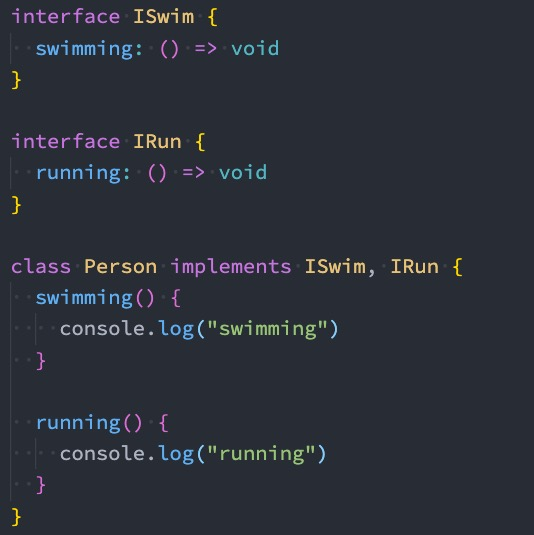 interface ISwim {
  swimming: () => void
}

interface IRun {
  running: () => void
}

class Person implements ISwim, IRun {
  swimming() {
    console.log("swimming")
  }

  running() {
    console.log("running")
  }
}